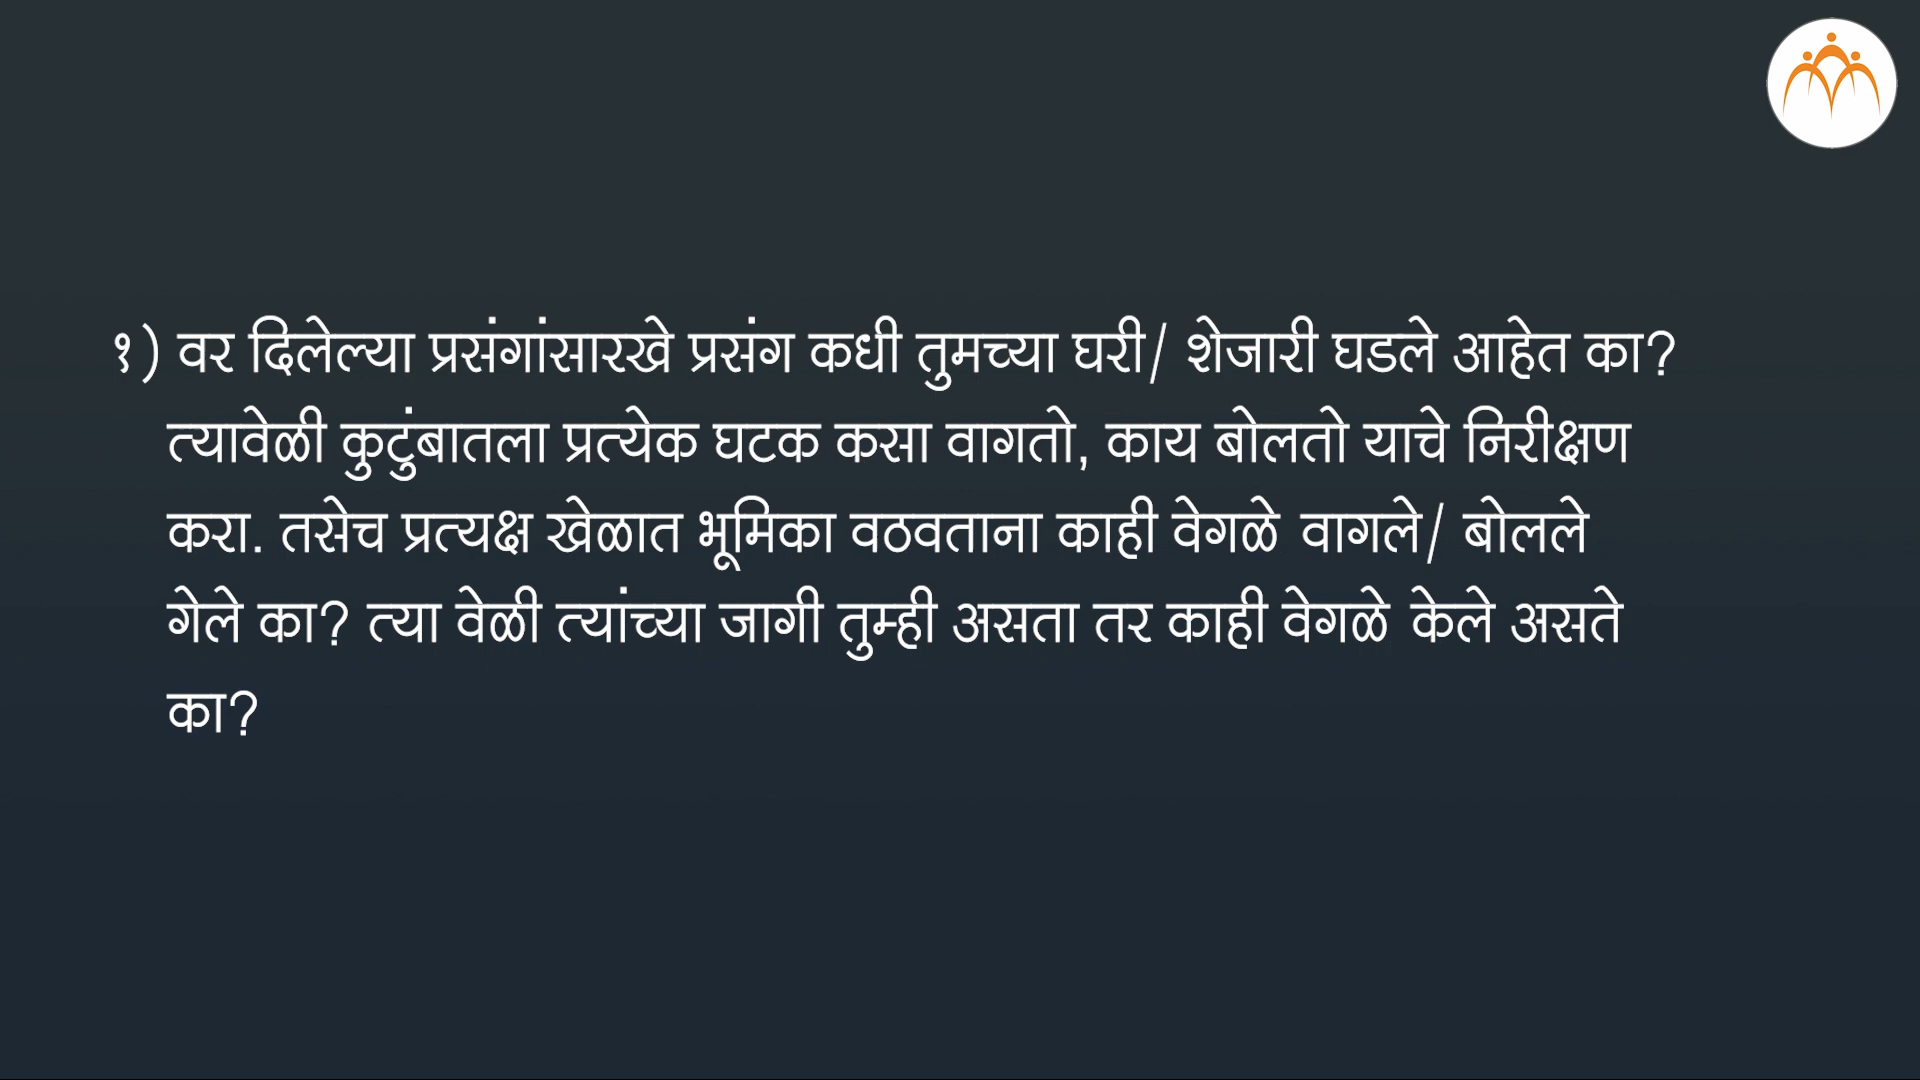 १) वर दिलेल्या प्रसंगांसारखे प्रसंग कधी तुमच्या घरी/ शेजारी घडले आहेत का?
त्यावेळी कुटुंबातला प्रत्येक घटक कसा वागतो, काय बोलतो याचे निरीक्षण
करा. तसेच प्रत्यक्ष खेळात भूमिका वठवताना काही वेगळे वागले/ बोलले
गेले का? त्या वेळी त्यांच्या जागी तुम्ही असता तर काही वेगळे केले असते
का?